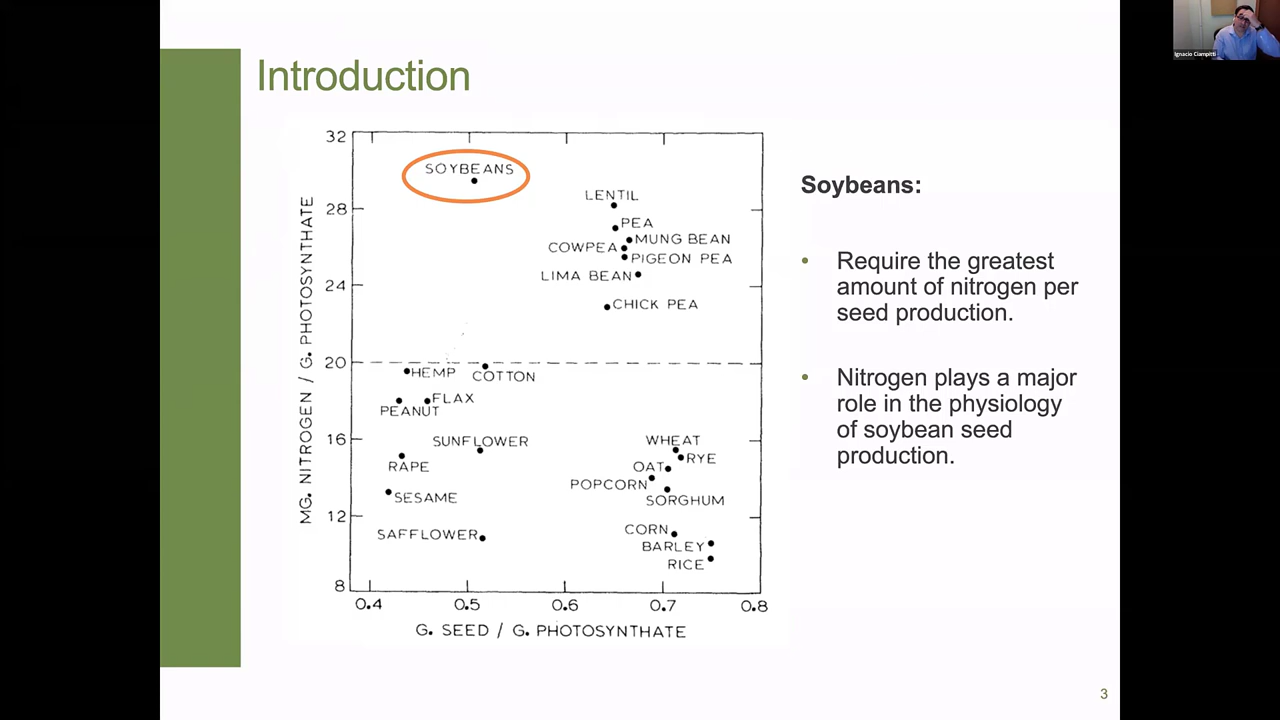 Ignacio Ciampitti
Introduction
32
SOYBEANS
28
LENTIL
PEA
MUNG BEAN
COWPEA
PIGEON PEA
LIMA BEAN
24
CHICK PEA
20
HEMP
COTTON
FLAX
PEANUT
16
SUNFLOWER
WHEAT
RYE
RAPE
OAT
POPCORN
SESAME
SORGHUM
12
SAFFLOWER
CORN
BARLEY
RICE
8
0.4 0.5 0.6 0.7 0.8
G. SEED / G. PHOTOSYNTHATE
MG. NITROGEN / G. PHOTOSYNTHATE
Soybeans:
• Require the greatest
amount of nitrogen per
seed production.
• Nitrogen plays a major
role in the physiology
of soybean seed
production.
3